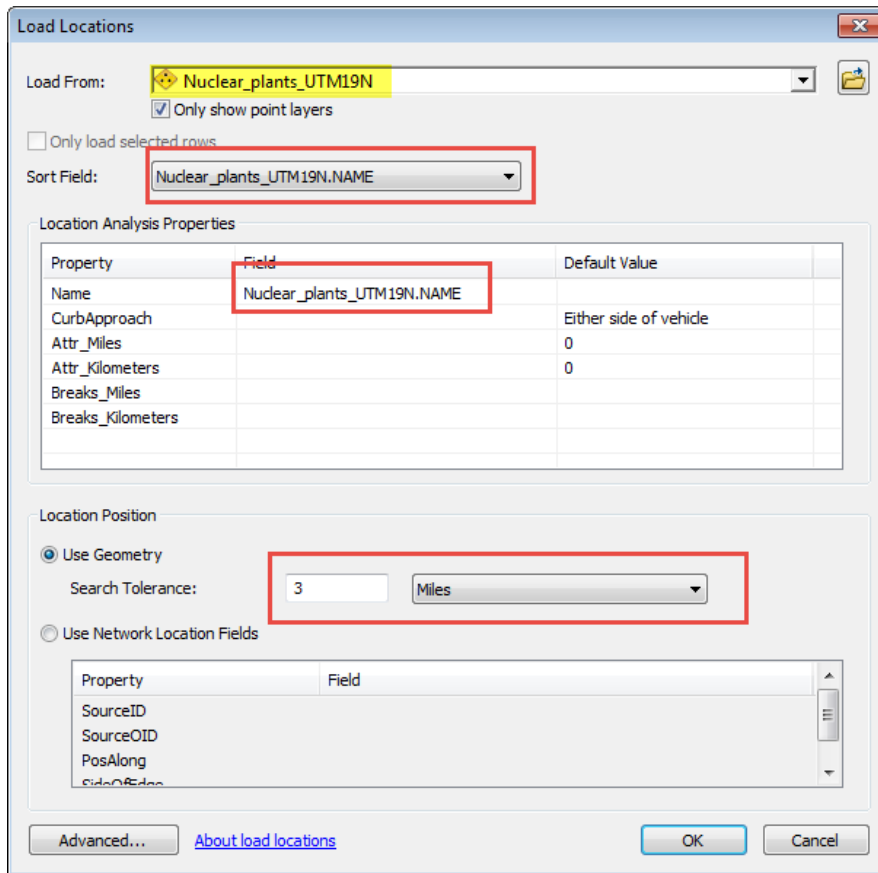 Load Locations
Load From: Nuclear_plants_UTM19N
Only show point layers
Only load selected rows
Sort Field: Nuclear_plants_UTM19N.NAME
Location Analysis Properties
Property Field Default Value
Name Nuclear_plants_UTM19N.NAME
CurbApproach Either side of vehicle
Attr_Miles 0
Attr_Kilometers 0
Breaks_Miles
Breaks_Kilometers
Location Position
Use Geometry
Search Tolerance: 3 Miles
Use Network Location Fields
Property Field
SourceID
SourceOID
PosAlong
SideOfEdge
Advanced... About load locations OK Cancel